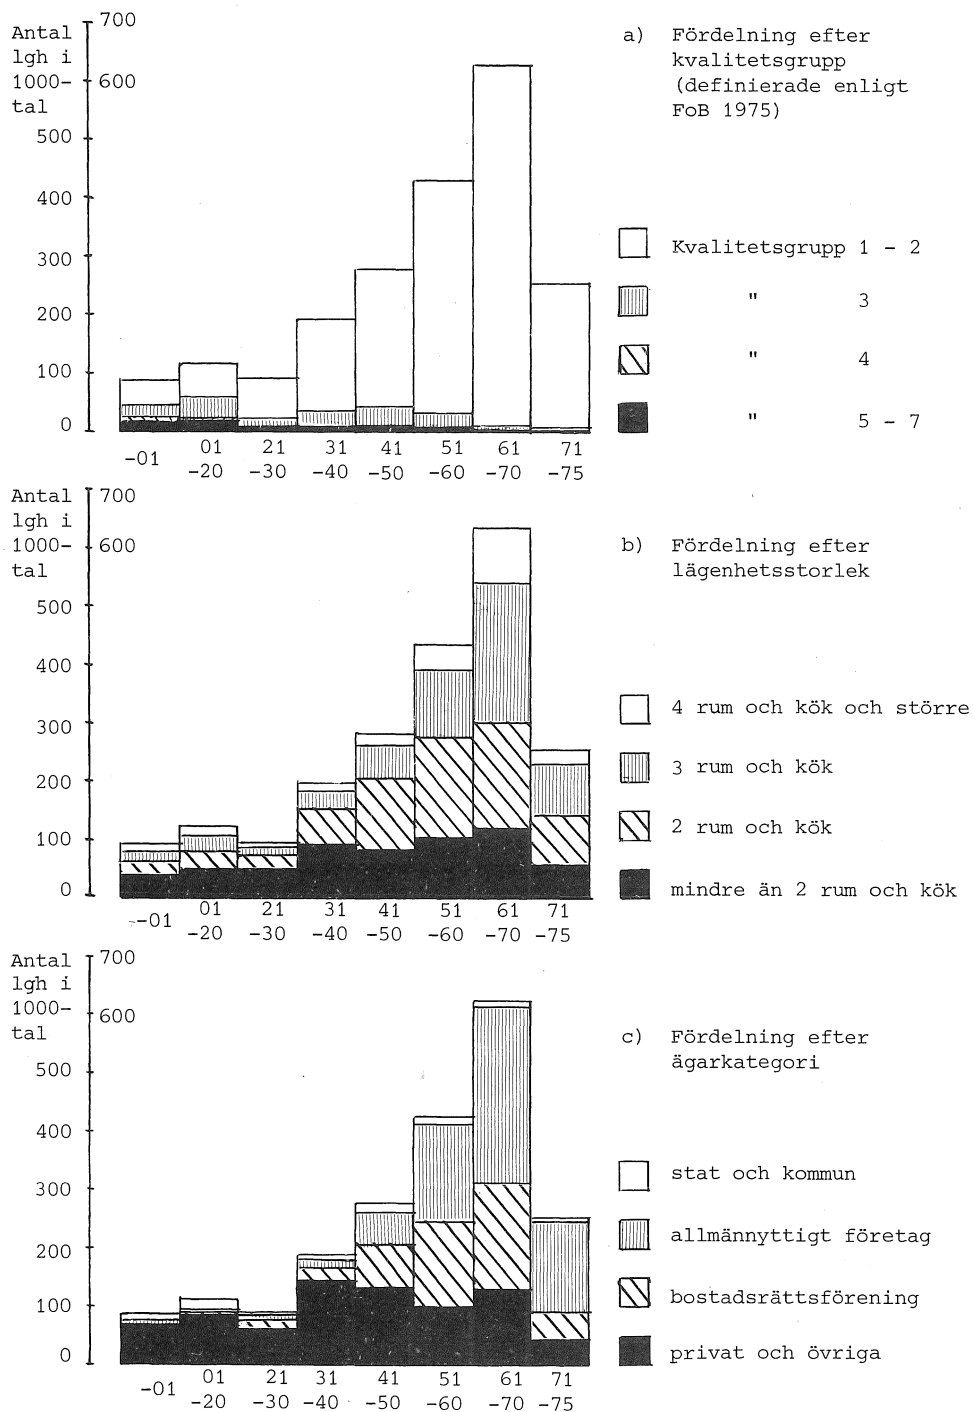 Antal
lgh i
1000-
tal
700
600
500
400
300
200
100
0
-01
01
-20
21
-30
31
-40
41
-50
51
-60
61
-70
71
-75
a) Fördelning efter
kvalitetsgrupp
(definierade enligt
FoB 1975)
Kvalitetsgrupp 1 - 2
" 3
" 4
" 5 - 7
Antal
lgh i
1000-
tal
700
600
500
400
300
200
100
0
-01
01
-20
21
-30
31
-40
41
-50
51
-60
61
-70
71
-75
b) Fördelning efter
lägenhetsstorlek
4 rum och kök och större
3 rum och kök
2 rum och kök
mindre än 2 rum och kök
Antal
lgh i
1000-
tal
700
600
500
400
300
200
100
0
-01
01
-20
21
-30
31
-40
41
-50
51
-60
61
-70
71
-75
c) Fördelning efter
ägarkategori
stat och kommun
allmännyttigt företag
bostadsrättsförening
privat och övriga